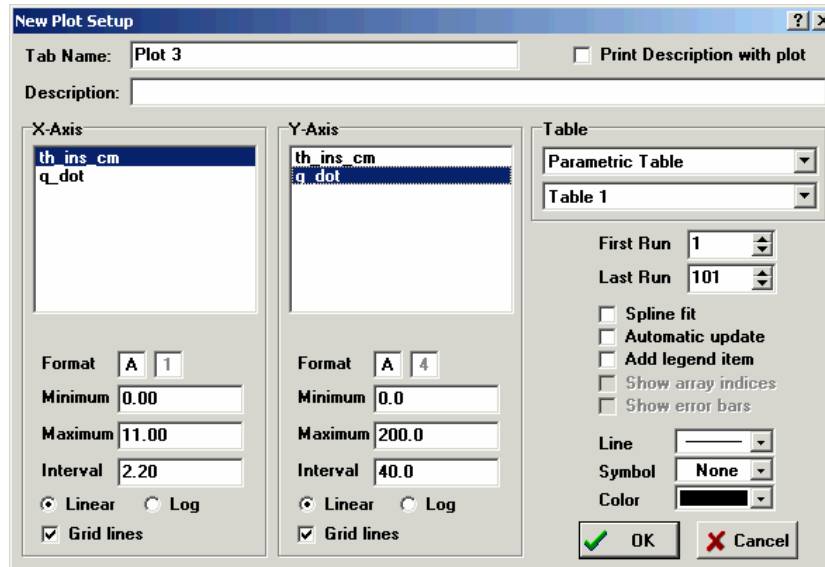 New Plot Setup
Tab Name: Plot 3
Print Description with plot
Description:
X-Axis
th_ins_cm
q_dot
Format A 1
Minimum 0.00
Maximum 11.00
Interval 2.20
Linear Log
Grid lines
Y-Axis
th_ins_cm
q_dot
Format A 4
Minimum 0.0
Maximum 200.0
Interval 40.0
Linear Log
Grid lines
Table
Parametric Table
Table 1
First Run 1
Last Run 101
Spline fit
Automatic update
Add legend item
Show array indices
Show error bars
Line
Symbol None
Color
OK Cancel